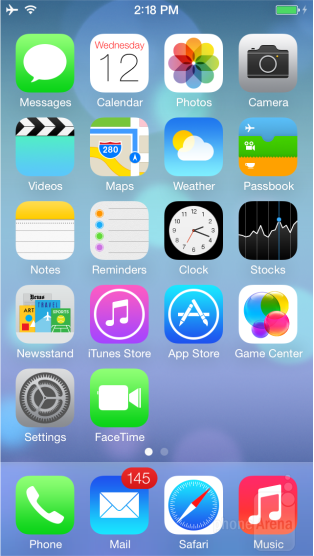 2:18 PM
Wednesday
12
Messages Calendar Photos Camera
280
Videos Maps Weather Passbook
Notes Reminders Clock Stocks
ART TRAVEL SPORTS
Newsstand iTunes Store App Store Game Center
Settings FaceTime
145
Phone Mail Safari Music
phoneArena